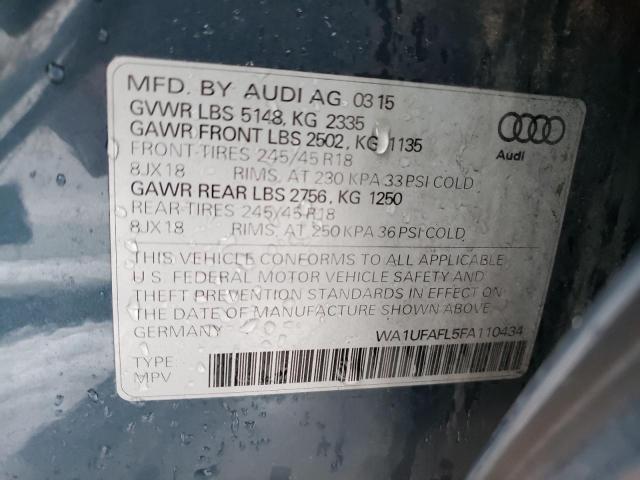 MFD. BY AUDI AG 03 15
GVWR LBS 5148, KG 2335
GAWR FRONT LBS 2502, KG 1135
FRONT-TIRES 245/45 R18
8JX18 RIMS, AT 230 KPA 33 PSI COLD
GAWR REAR LBS 2756, KG 1250
REAR-TIRES 245/45 R18
8JX18 RIMS, AT 250 KPA 36 PSI COLD
Audi
THIS VEHICLE CONFORMS TO ALL APPLICABLE
U.S. FEDERAL MOTOR VEHICLE SAFETY AND
THEFT PREVENTION STANDARDS IN EFFECT ON
THE DATE OF MANUFACTURE SHOWN ABOVE.
GERMANY WA1UFAFL5FA110434
TYPE
MPV